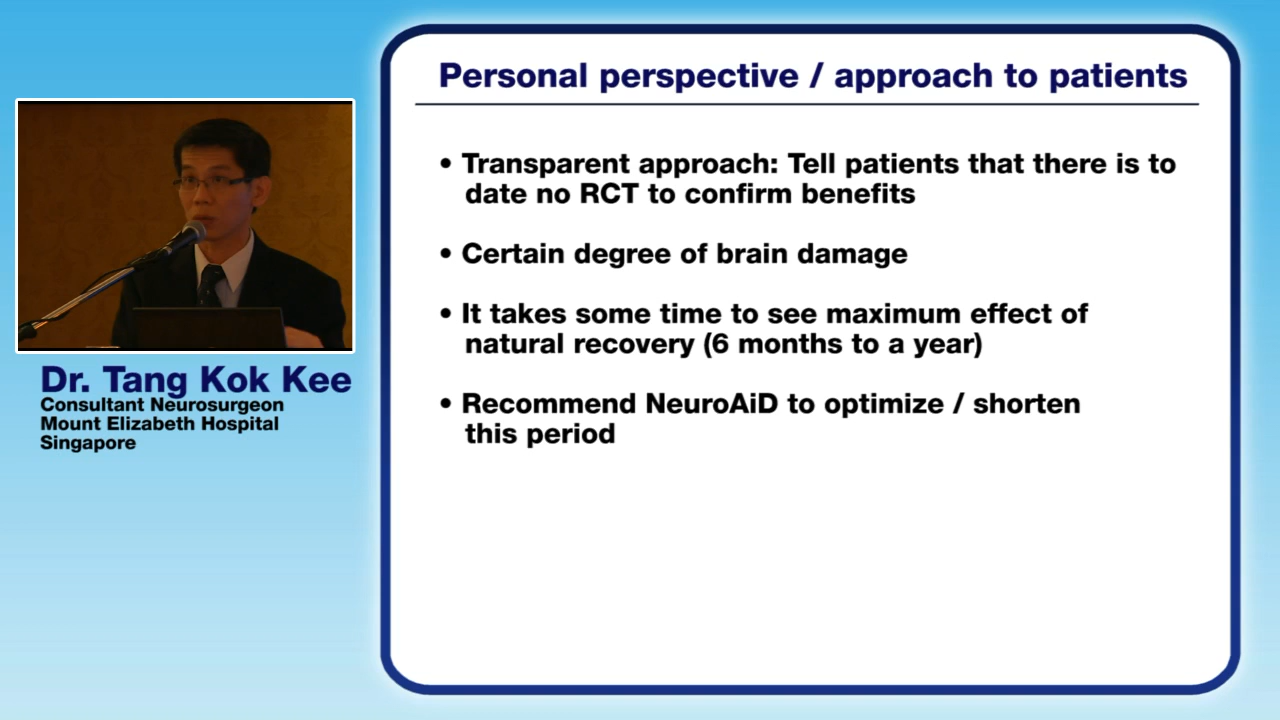 Personal perspective / approach to patients
• Transparent approach: Tell patients that there is to
date no RCT to confirm benefits
• Certain degree of brain damage
• It takes some time to see maximum effect of
natural recovery (6 months to a year)
• Recommend NeuroAiD to optimize / shorten
this period
Dr. Tang Kok Kee
Consultant Neurosurgeon
Mount Elizabeth Hospital
Singapore